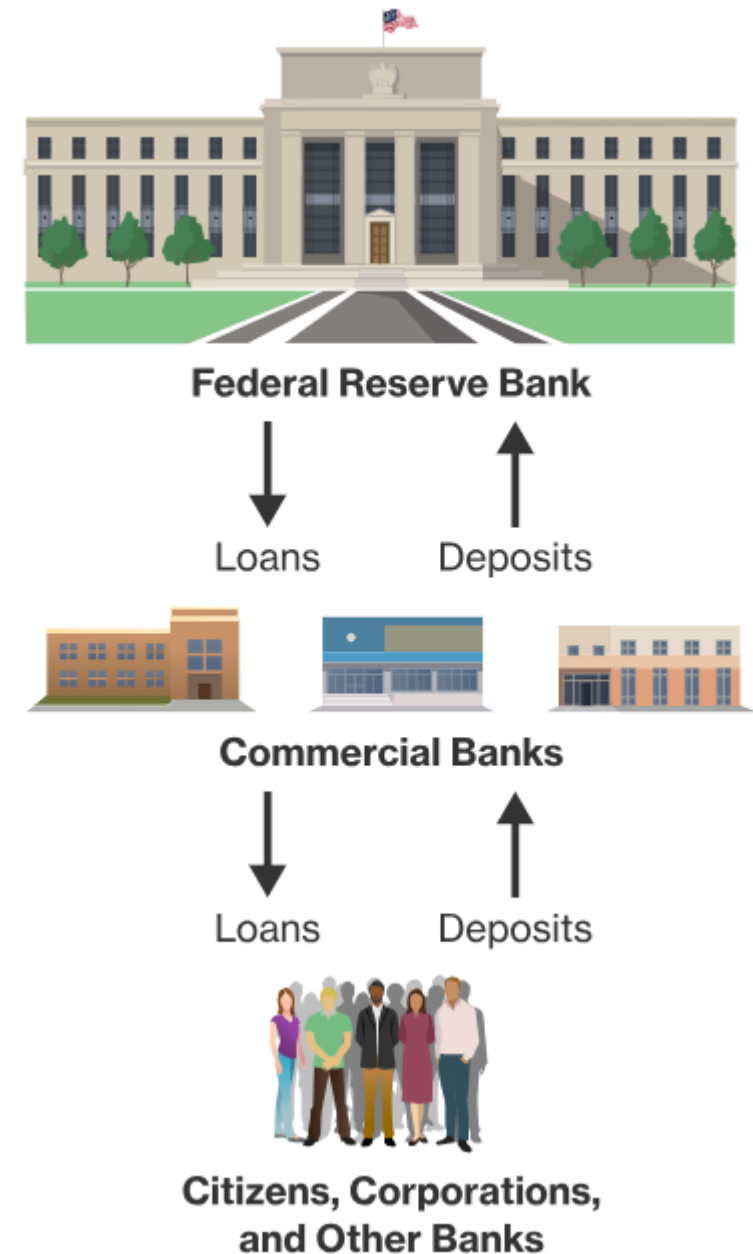 Federal Reserve Bank
Loans Deposits
Commercial Banks
Loans Deposits
Citizens, Corporations,
and Other Banks